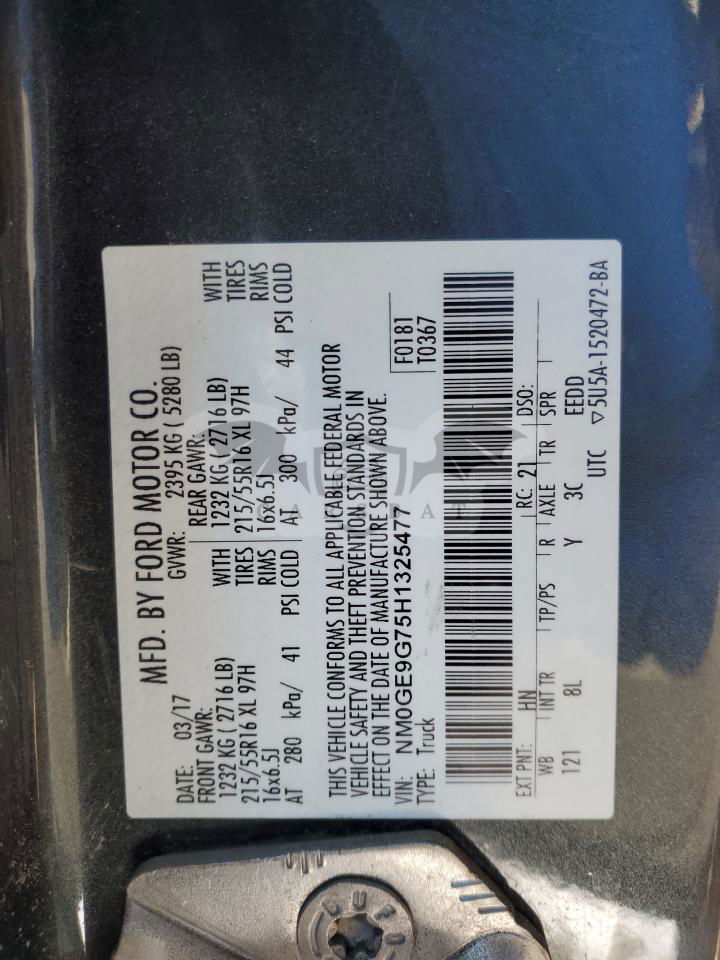 MFD. BY FORD MOTOR CO.
DATE: 03/17 GVWR: 2395 KG ( 5280 LB)
FRONT GAWR: REAR GAWR:
1232 KG ( 2716 LB) WITH 1232 KG ( 2716 LB) WITH
215/55R16 XL 97H TIRES 215/55R16 XL 97H TIRES
16x6.5J RIMS 16x6.5J RIMS
AT 280 kPa/ 41 PSI COLD AT 300 kPa/ 44 PSI COLD
THIS VEHICLE CONFORMS TO ALL APPLICABLE FEDERAL MOTOR
VEHICLE SAFETY AND THEFT PREVENTION STANDARDS IN
EFFECT ON THE DATE OF MANUFACTURE SHOWN ABOVE.
VIN: NM0GE9G75H1325477 F0181
TYPE: Truck T0367
EXT PNT: HN RC: 21 DSO:
WB INT TR TP/PS R AXLE TR SPR
121 8L Y 3C EEDD
UTC ▽5U5A-1520472-BA